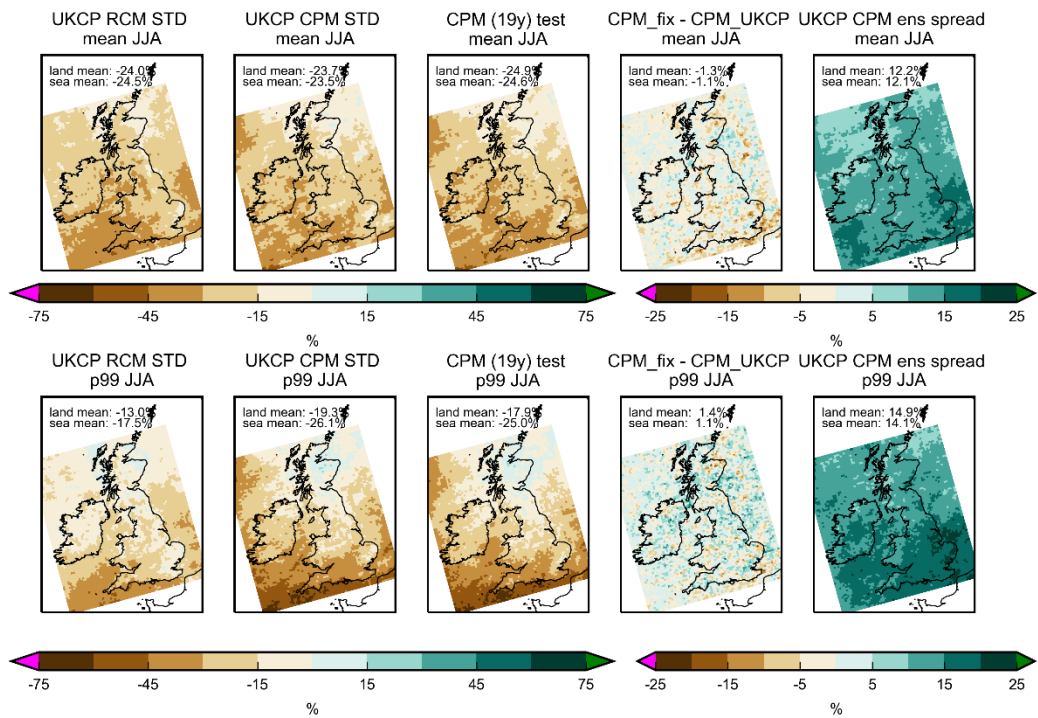 UKCP RCM STD
mean JJA
UKCP CPM STD
mean JJA
CPM (19y) test
mean JJA
CPM_fix - CPM_UKCP
mean JJA
UKCP CPM ens spread
mean JJA
land mean: -24.0%
sea mean: -24.5%
land mean: -23.7%
sea mean: -23.5%
land mean: -24.9%
sea mean: -24.6%
land mean: -1.3%
sea mean: -1.1%
land mean: 12.2%
sea mean: 12.1%
-75 -45 -15 15 45 75
%
-25 -15 -5 5 15 25
%
UKCP RCM STD
p99 JJA
UKCP CPM STD
p99 JJA
CPM (19y) test
p99 JJA
CPM_fix - CPM_UKCP
p99 JJA
UKCP CPM ens spread
p99 JJA
land mean: -13.0%
sea mean: -17.5%
land mean: -19.3%
sea mean: -26.1%
land mean: -17.9%
sea mean: -25.0%
land mean: 1.4%
sea mean: 1.1%
land mean: 14.9%
sea mean: 14.1%
-75 -45 -15 15 45 75
%
-25 -15 -5 5 15 25
%